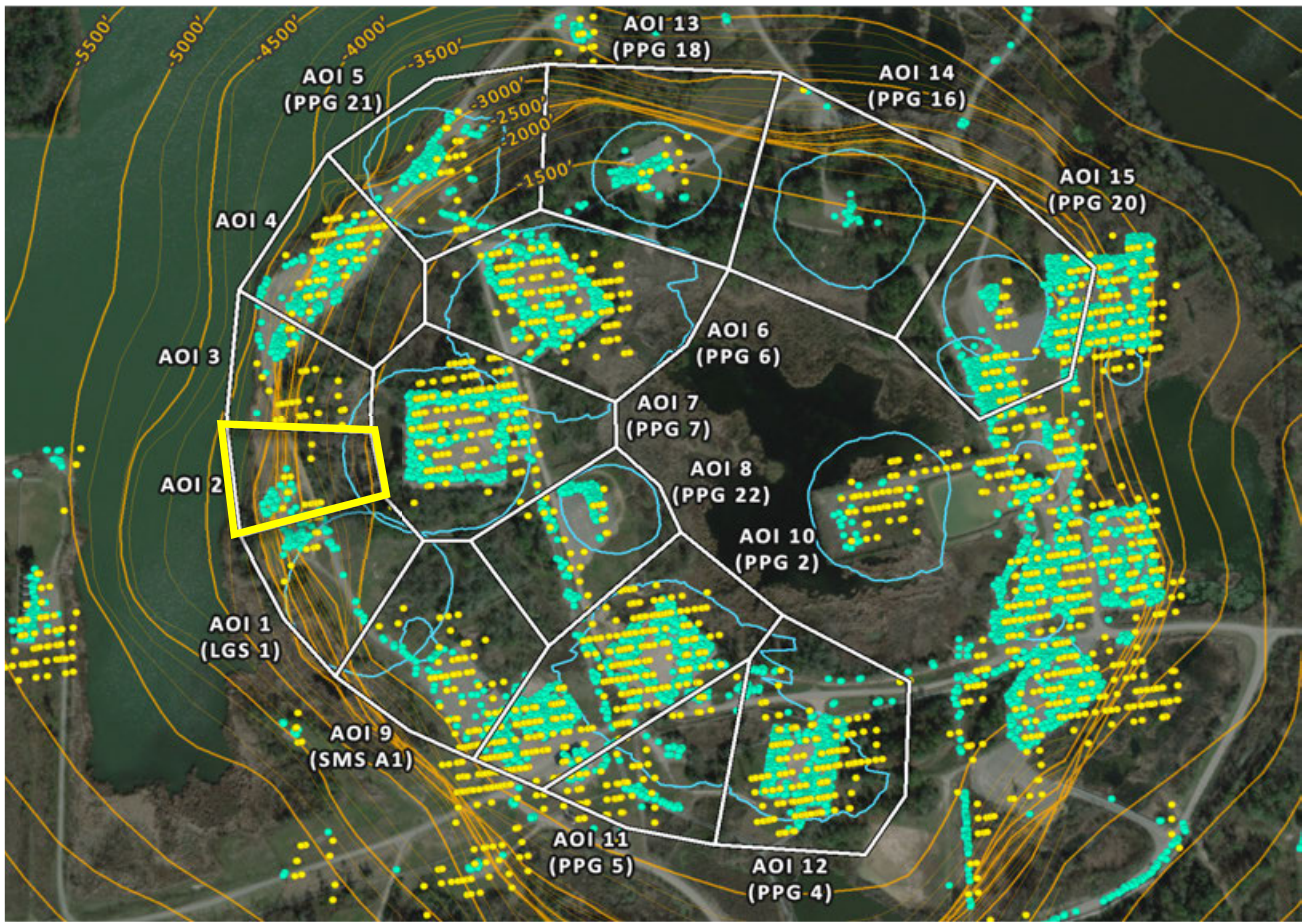 -5500'
-5000'
-4500'
-4000'
-3500'
-3000'
-2500'
-2000'
-1500'
AOI 13
(PPG 18)
AOI 5
(PPG 21)
AOI 14
(PPG 16)
AOI 15
(PPG 20)
AOI 4
AOI 3
AOI 6
(PPG 6)
AOI 7
(PPG 7)
AOI 2
AOI 8
(PPG 22)
AOI 10
(PPG 2)
AOI 1
(LGS 1)
AOI 9
(SMS A1)
AOI 11
(PPG 5)
AOI 12
(PPG 4)